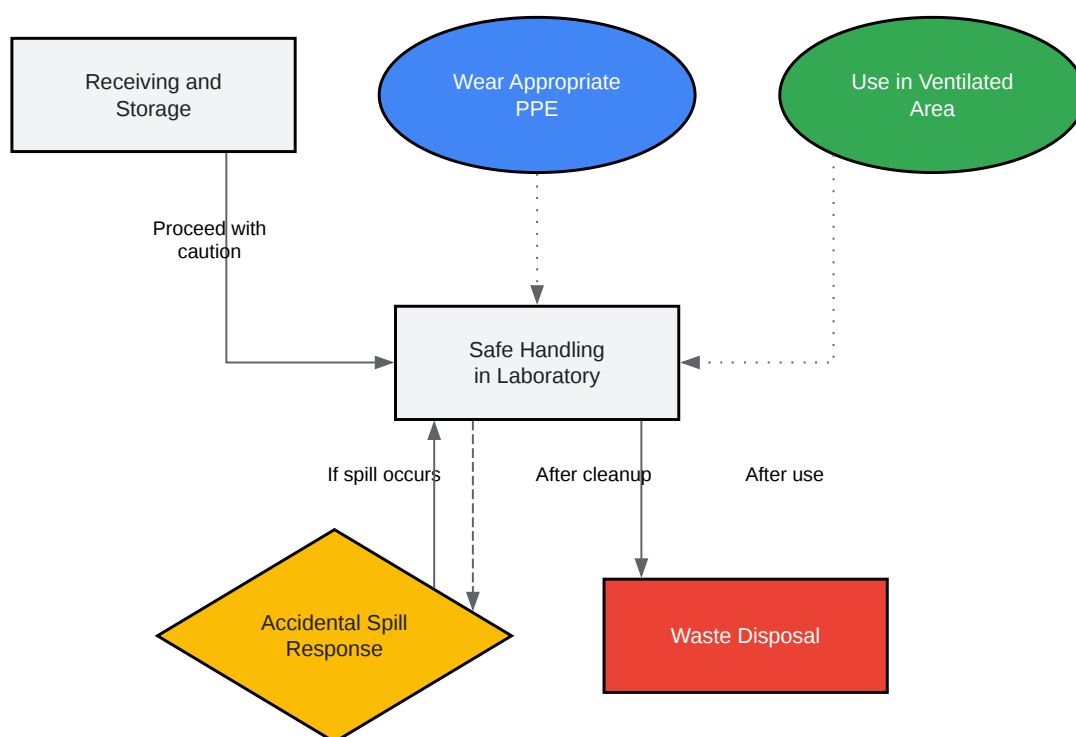 Receiving and
Storage
Wear Appropriate
PPE
Use in Ventilated
Area
Proceed with
caution
Safe Handling
in Laboratory
If spill occurs
After cleanup
After use
Accidental Spill
Response
Waste Disposal